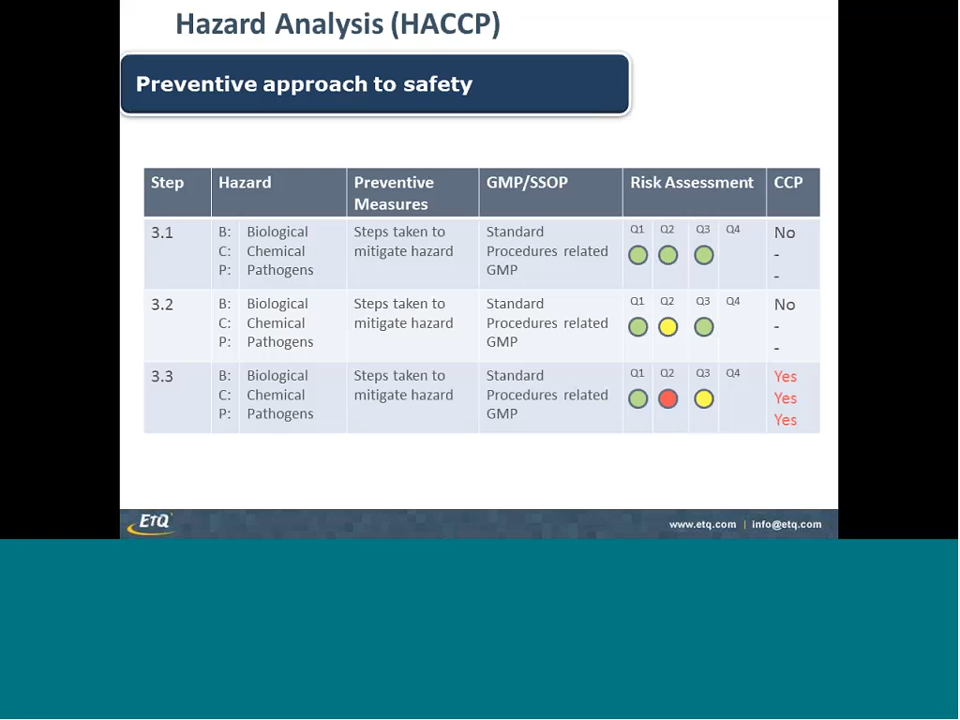 Hazard Analysis (HACCP)
Preventive approach to safety
Step Hazard Preventive Measures GMP/SSOP Risk Assessment CCP
3.1 B: Biological Steps taken to Standard Q1 Q2 Q3 Q4 No
C: Chemical mitigate hazard Procedures related -
P: Pathogens GMP -
3.2 B: Biological Steps taken to Standard Q1 Q2 Q3 Q4 No
C: Chemical mitigate hazard Procedures related -
P: Pathogens GMP -
3.3 B: Biological Steps taken to Standard Q1 Q2 Q3 Q4 Yes
C: Chemical mitigate hazard Procedures related Yes
P: Pathogens GMP Yes
ETQ www.etq.com | info@etq.com